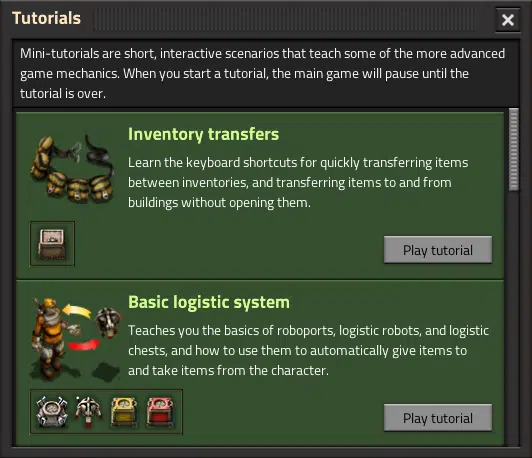 Tutorials
Mini-tutorials are short, interactive scenarios that teach some of the more advanced
game mechanics. When you start a tutorial, the main game will pause until the
tutorial is over.
Inventory transfers
Learn the keyboard shortcuts for quickly transferring items
between inventories, and transferring items to and from
buildings without opening them.
Play tutorial
Basic logistic system
Teaches you the basics of roboports, logistic robots, and logistic
chests, and how to use them to automatically give items to
and take items from the character.
Play tutorial